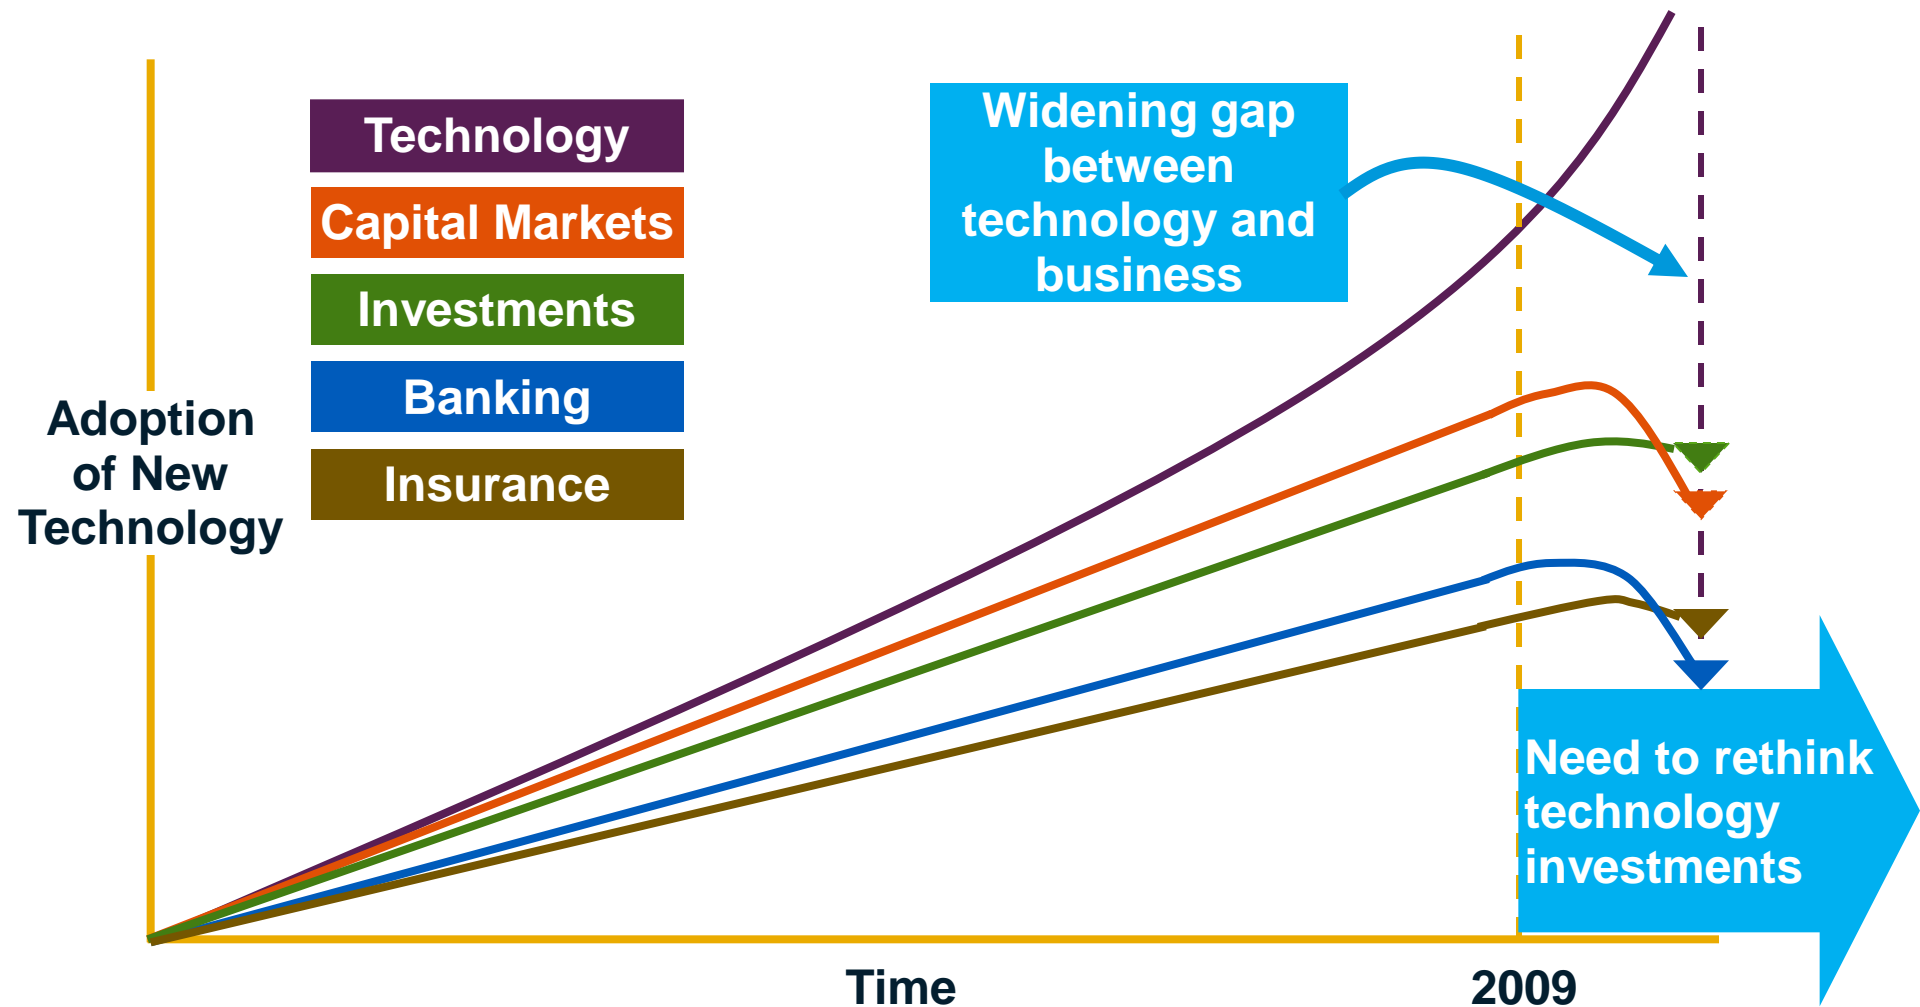 Technology
Capital Markets
Investments
Banking
Insurance
Widening gap
between
technology and
business
Adoption
of New
Technology
Need to rethink
technology
investments
Time
2009